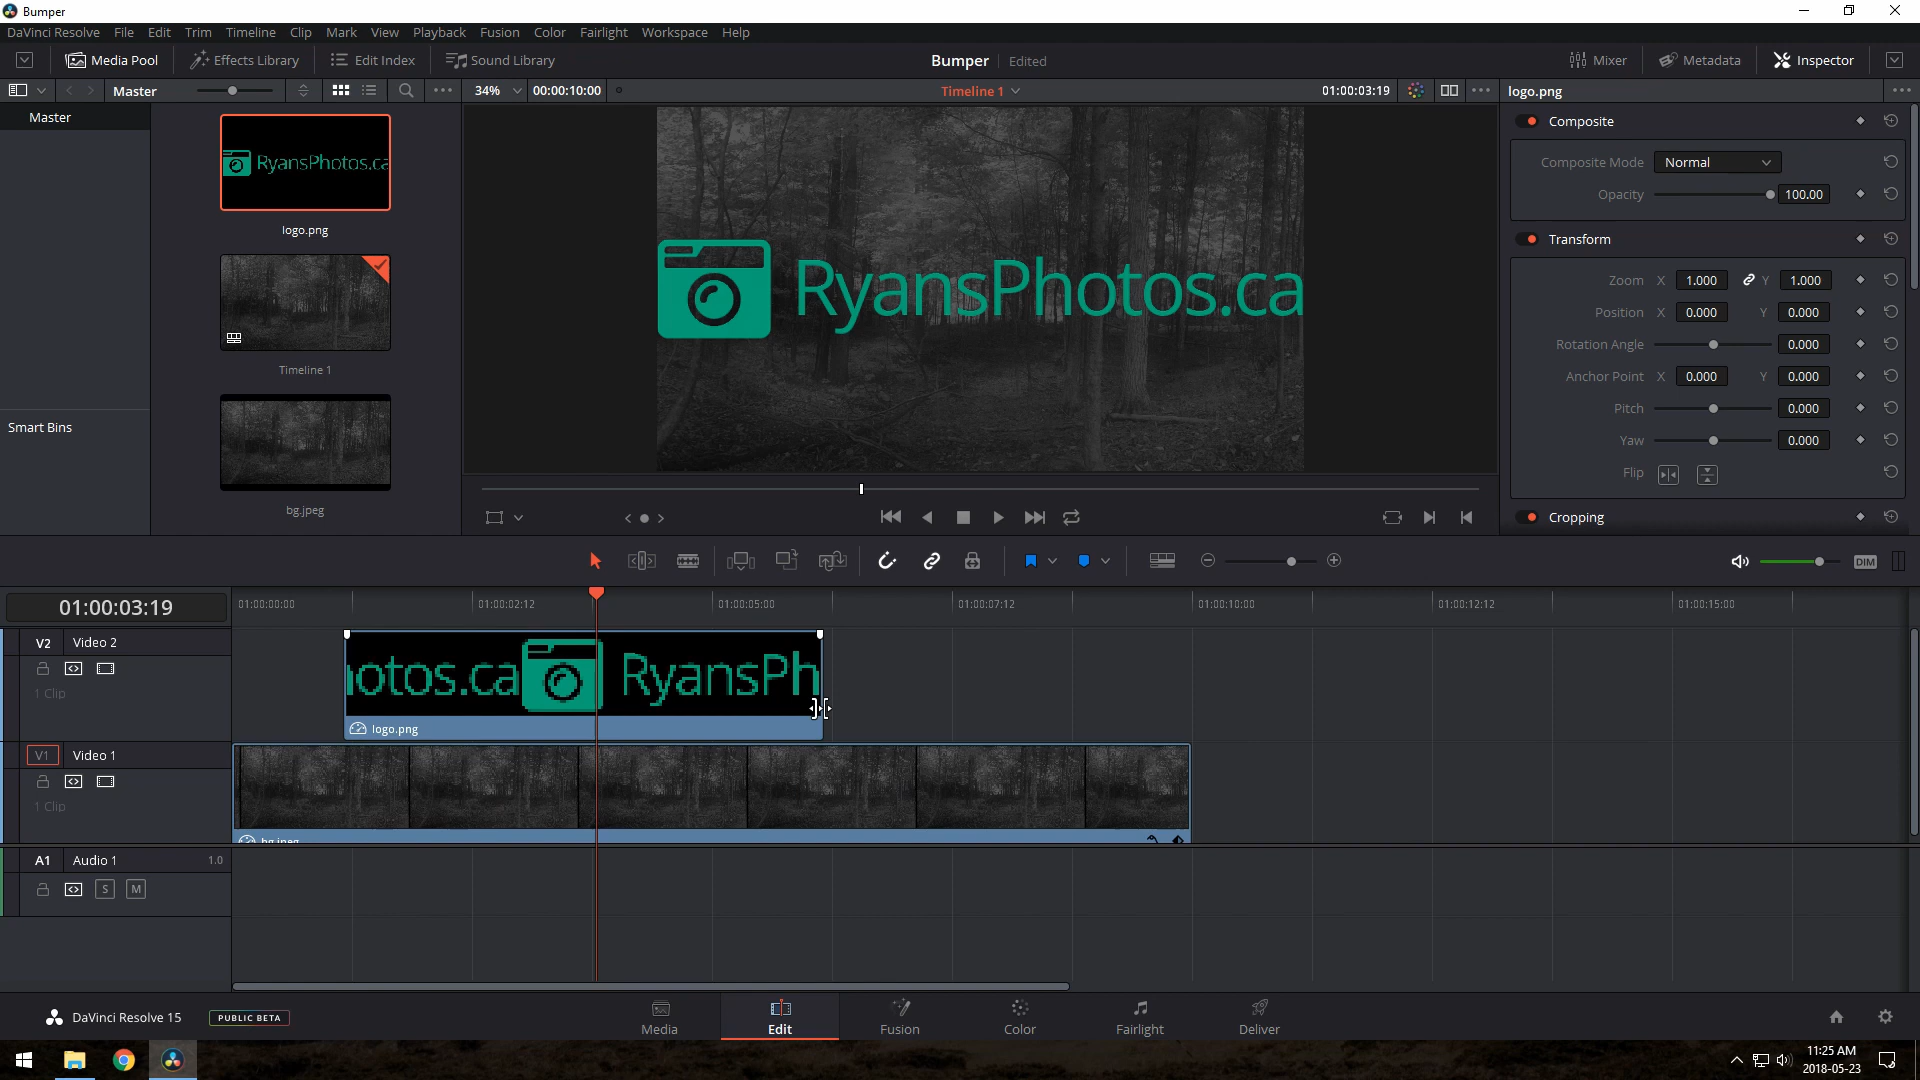 Bumper
DaVinci Resolve File Edit Trim Timeline Clip Mark View Playback Fusion Color Fairlight Workspace Help
Media Pool Effects Library Edit Index Sound Library Bumper Edited Mixer Metadata Inspector
Master 34% 00:00:10:00 Timeline 1 01:00:03:19 logo.png
Master
RyansPhotos.ca
logo.png
Timeline 1
bg.jpeg
Smart Bins
RyansPhotos.ca
Composite
Composite Mode Normal
Opacity 100.00
Transform
Zoom X 1.000 Y 1.000
Position X 0.000 Y 0.000
Rotation Angle 0.000
Anchor Point X 0.000 Y 0.000
Pitch 0.000
Yaw 0.000
Flip
Cropping
DIM
01:00:03:19 01:00:00:00 01:00:02:12 01:00:05:00 01:00:07:12 01:00:10:00 01:00:12:12 01:00:15:00
V2 Video 2
1 Clip
otos.ca RyansPh
logo.png
V1 Video 1
1 Clip
bg.jpeg
A1 Audio 1 1.0
S M
DaVinci Resolve 15 PUBLIC BETA Media Edit Fusion Color Fairlight Deliver
11:25 AM
2018-05-23